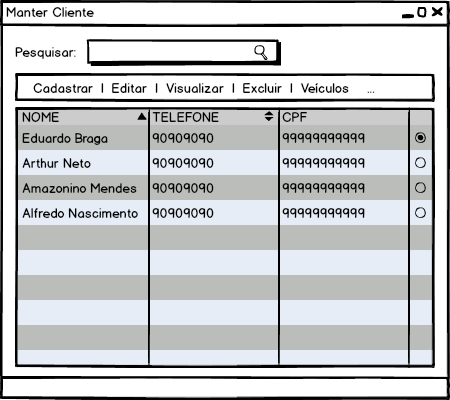 Manter Cliente
Pesquisar:
Cadastrar | Editar | Visualizar | Excluir | Veículos ...
NOME TELEFONE CPF
Eduardo Braga 90909090 99999999999
Arthur Neto 90909090 99999999999
Amazonino Mendes 90909090 99999999999
Alfredo Nascimento 90909090 99999999999